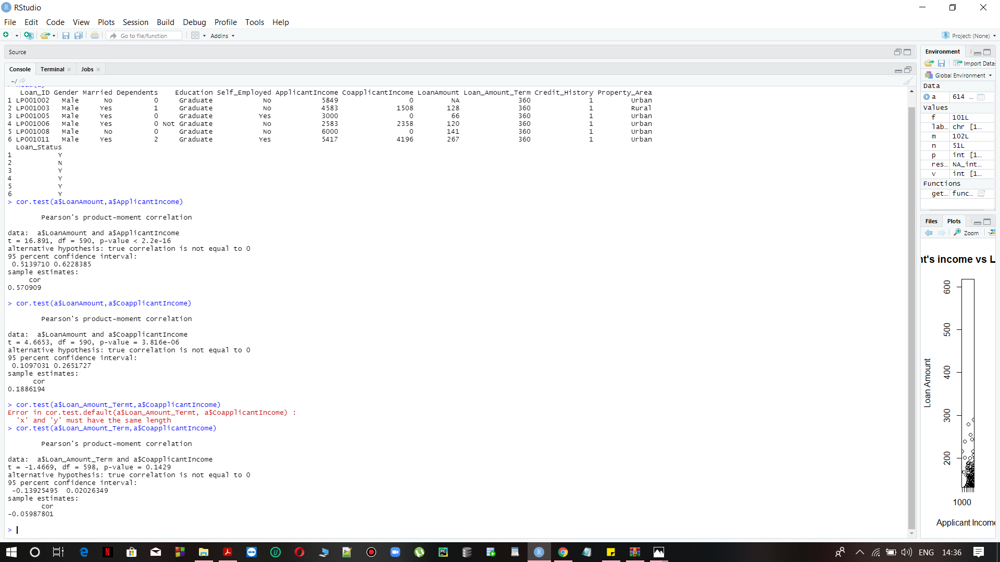 RStudio
File Edit Code View Plots Session Build Debug Profile Tools Help
Go to file/function Addins Project: (None)
Source
Console Terminal Jobs
~/
Loan_ID Gender Married Dependents Education Self_Employed ApplicantIncome CoapplicantIncome LoanAmount Loan_Amount_Term Credit_History Property_Area
1 LP001002 Male No 0 Graduate No 5849 0 NA 360 1 Urban
2 LP001003 Male Yes 1 Graduate No 4583 1508 128 360 1 Rural
3 LP001005 Male Yes 0 Graduate Yes 3000 0 66 360 1 Urban
4 LP001006 Male Yes 0 Not Graduate No 2583 2358 120 360 1 Urban
5 LP001008 Male No 0 Graduate No 6000 0 141 360 1 Urban
6 LP001011 Male Yes 2 Graduate Yes 5417 4196 267 360 1 Urban
Loan_Status
1 Y
2 N
3 Y
4 Y
5 Y
6 Y
> cor.test(a$LoanAmount,a$ApplicantIncome)
Pearson's product-moment correlation
data: a$LoanAmount and a$ApplicantIncome
t = 16.891, df = 590, p-value < 2.2e-16
alternative hypothesis: true correlation is not equal to 0
95 percent confidence interval:
0.5139710 0.6228385
sample estimates:
cor
0.570909
> cor.test(a$LoanAmount,a$CoapplicantIncome)
Pearson's product-moment correlation
data: a$LoanAmount and a$CoapplicantIncome
t = 4.6653, df = 590, p-value = 3.816e-06
alternative hypothesis: true correlation is not equal to 0
95 percent confidence interval:
0.1097031 0.2651727
sample estimates:
cor
0.1886194
> cor.test(a$Loan_Amount_Termt,a$CoapplicantIncome)
Error in cor.test.default(a$Loan_Amount_Termt, a$CoapplicantIncome) :
'x' and 'y' must have the same length
> cor.test(a$Loan_Amount_Term,a$CoapplicantIncome)
Pearson's product-moment correlation
data: a$Loan_Amount_Term and a$CoapplicantIncome
t = -1.4669, df = 598, p-value = 0.1429
alternative hypothesis: true correlation is not equal to 0
95 percent confidence interval:
-0.13925495 0.02026349
sample estimates:
cor
-0.05987801
>
Environment
Import Data
Global Environment
Data
a 614 ...
Values
f 101L
lab... chr [1...
m 102L
n 51L
p int [1...
res... NA_int...
v int [1...
Functions
get... func...
Files Plots
Zoom
nt's income vs L
600
500
400
300
200
Loan Amount
1000
Applicant Income
ENG 14:36